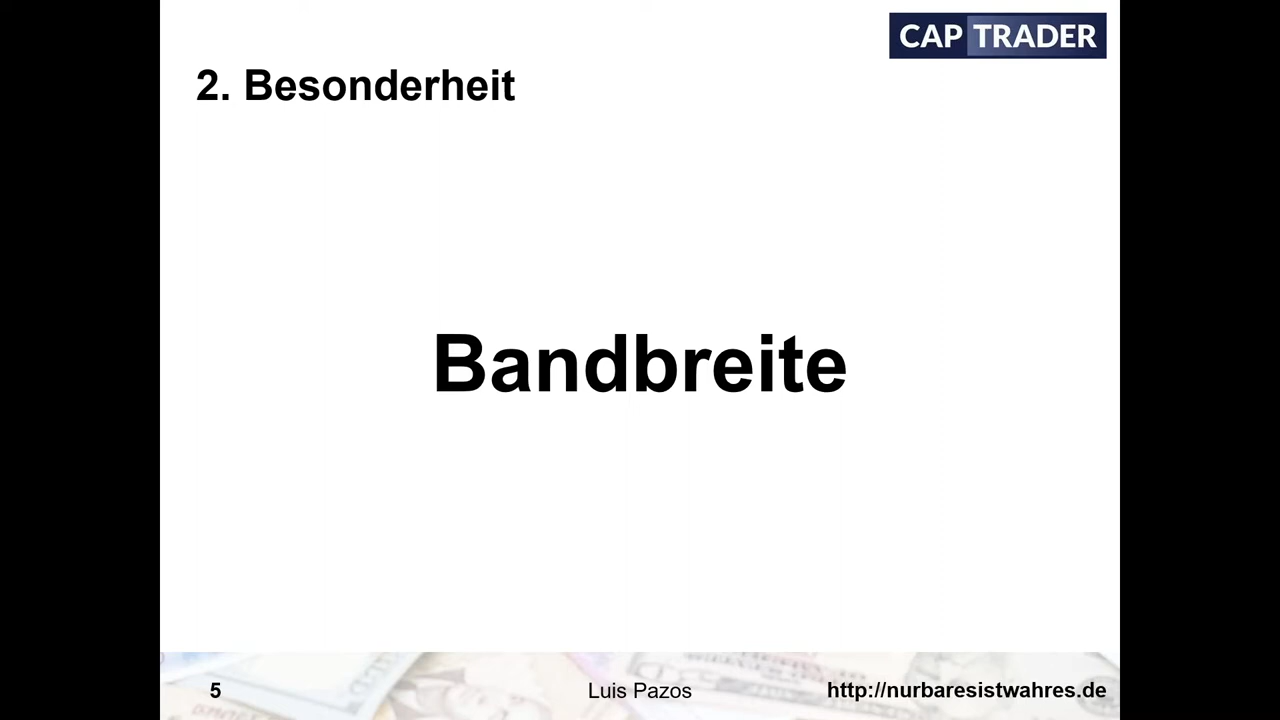 CAP TRADER
2. Besonderheit
Bandbreite
5
Luis Pazos
http://nurbaresistwahres.de